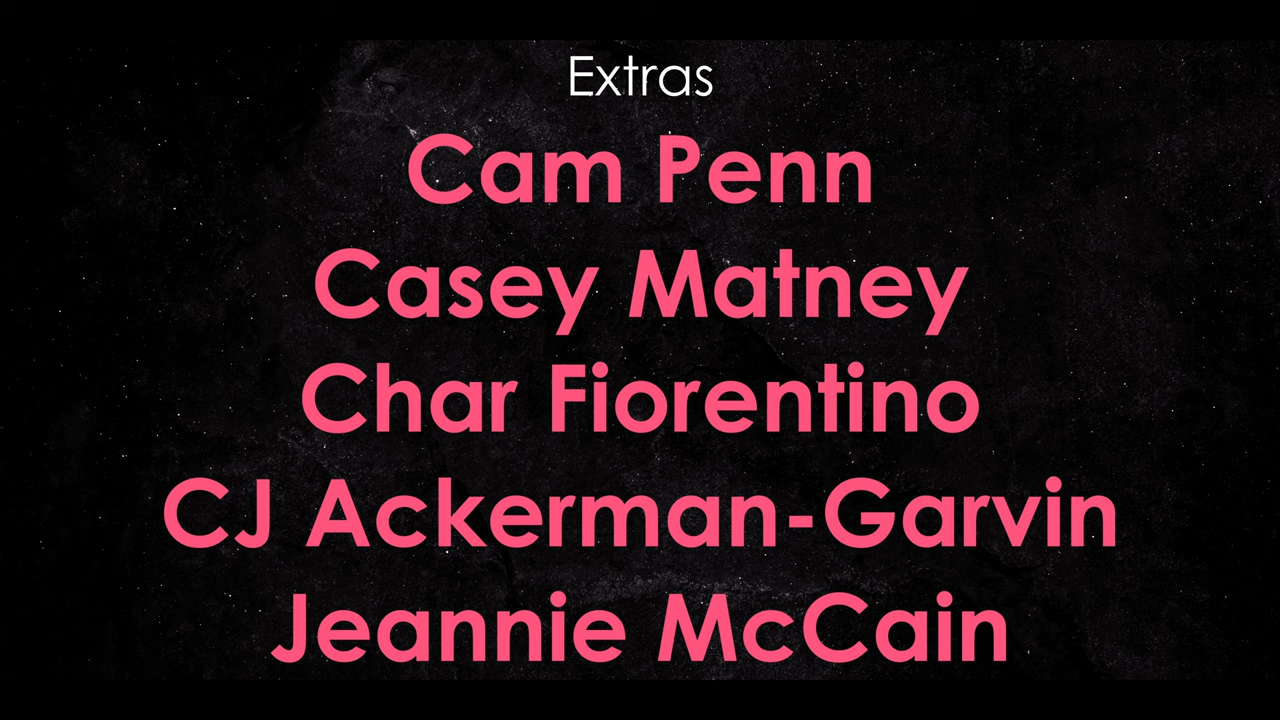 Extras
Cam Penn
Casey Matney
Char Fiorentino
CJ Ackerman-Garvin
Jeannie McCain